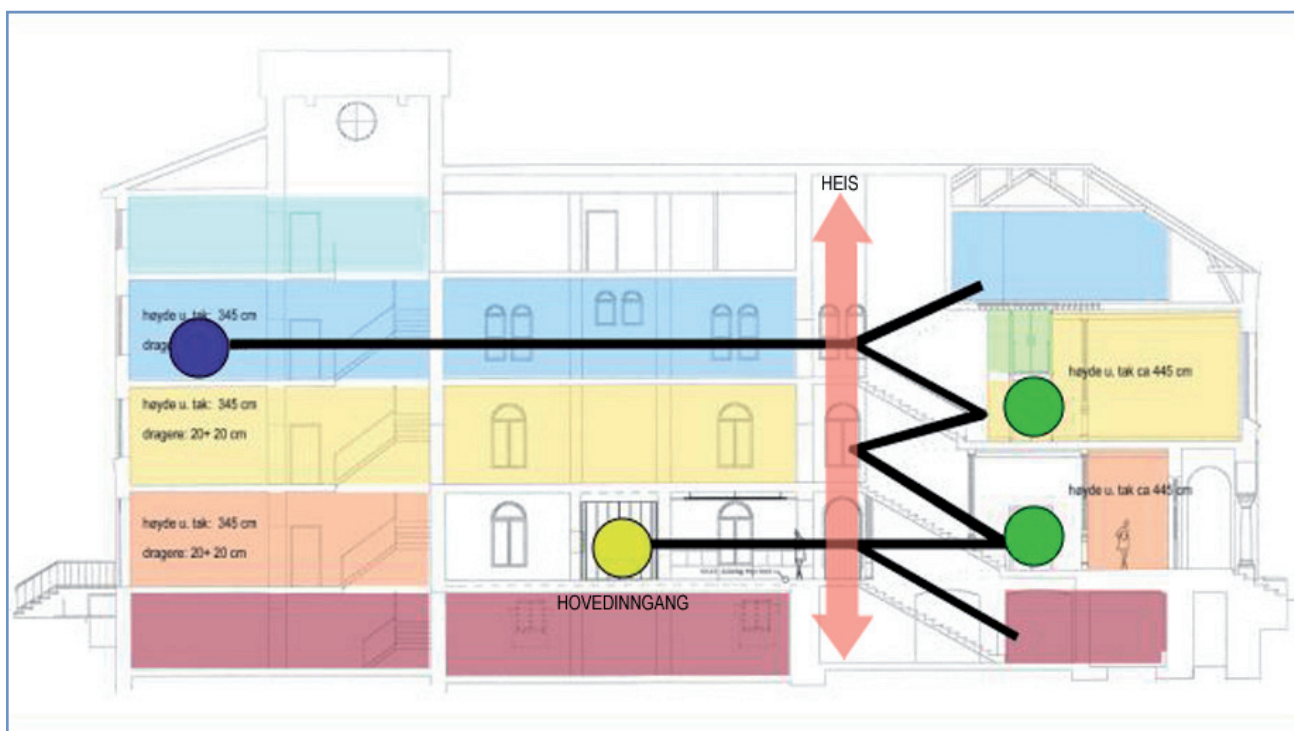 HEIS
høyde u. tak: 345 cm
høyde u. tak ca 445 cm
høyde u. tak: 345 cm
dragere: 20+ 20 cm
høyde u. tak ca 445 cm
høyde u. tak: 345 cm
dragere: 20+ 20 cm
HOVEDINNGANG